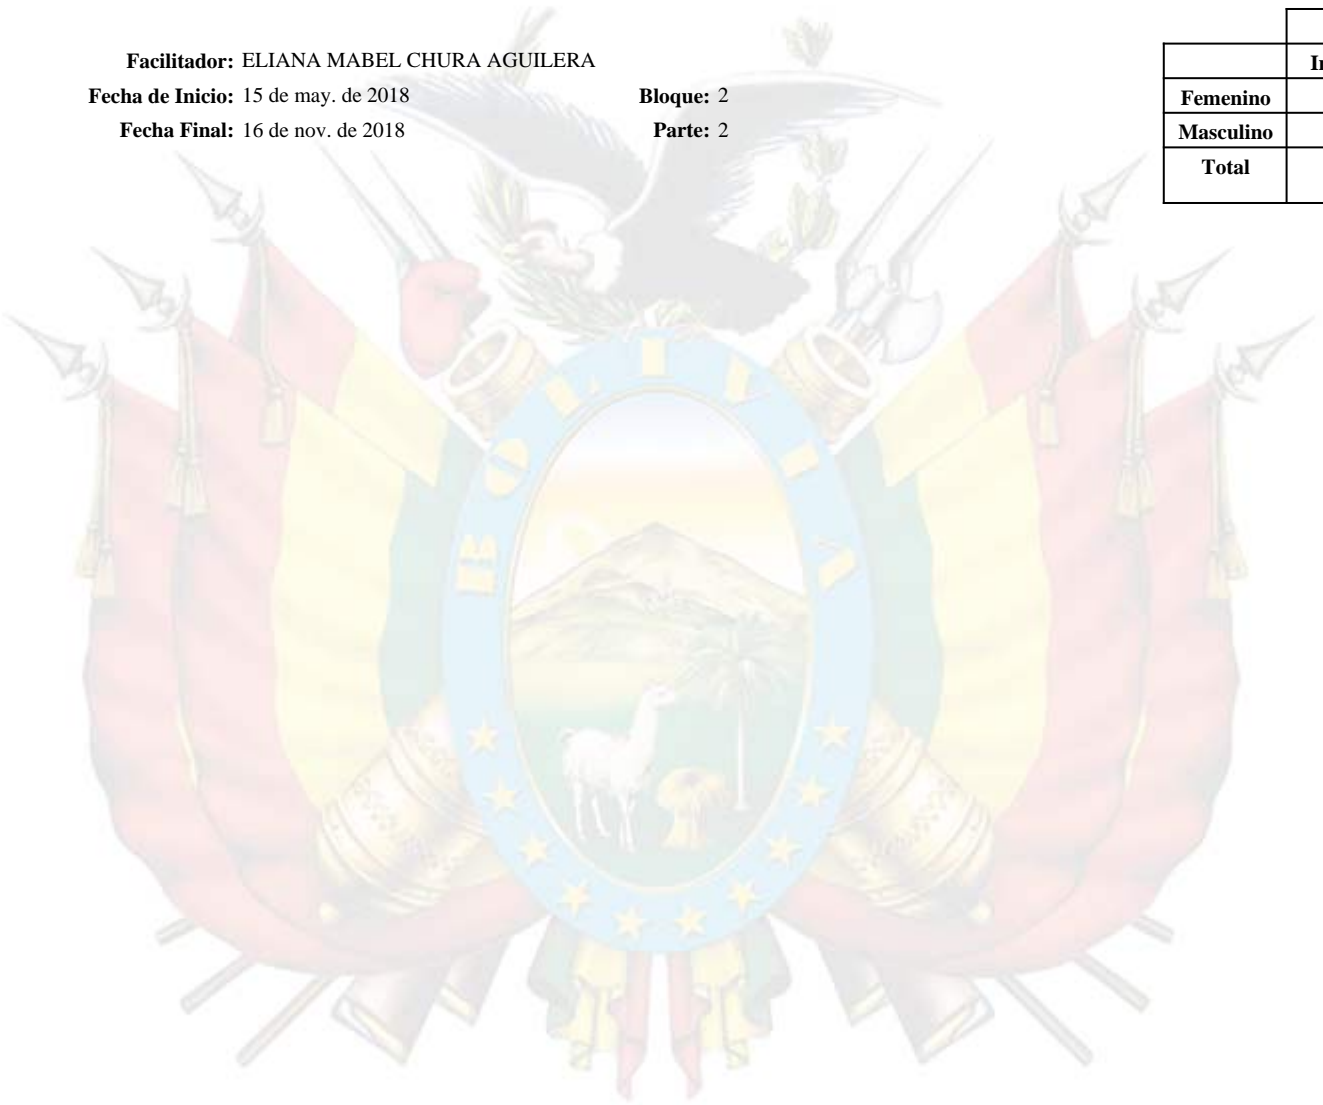 Facilitador: ELIANA MABEL CHURA AGUILERA
Fecha de Inicio: 15 de may. de 2018 Bloque: 2
Fecha Final: 16 de nov. de 2018 Parte: 2
Femenino
Masculino
Total
BOLIVIA